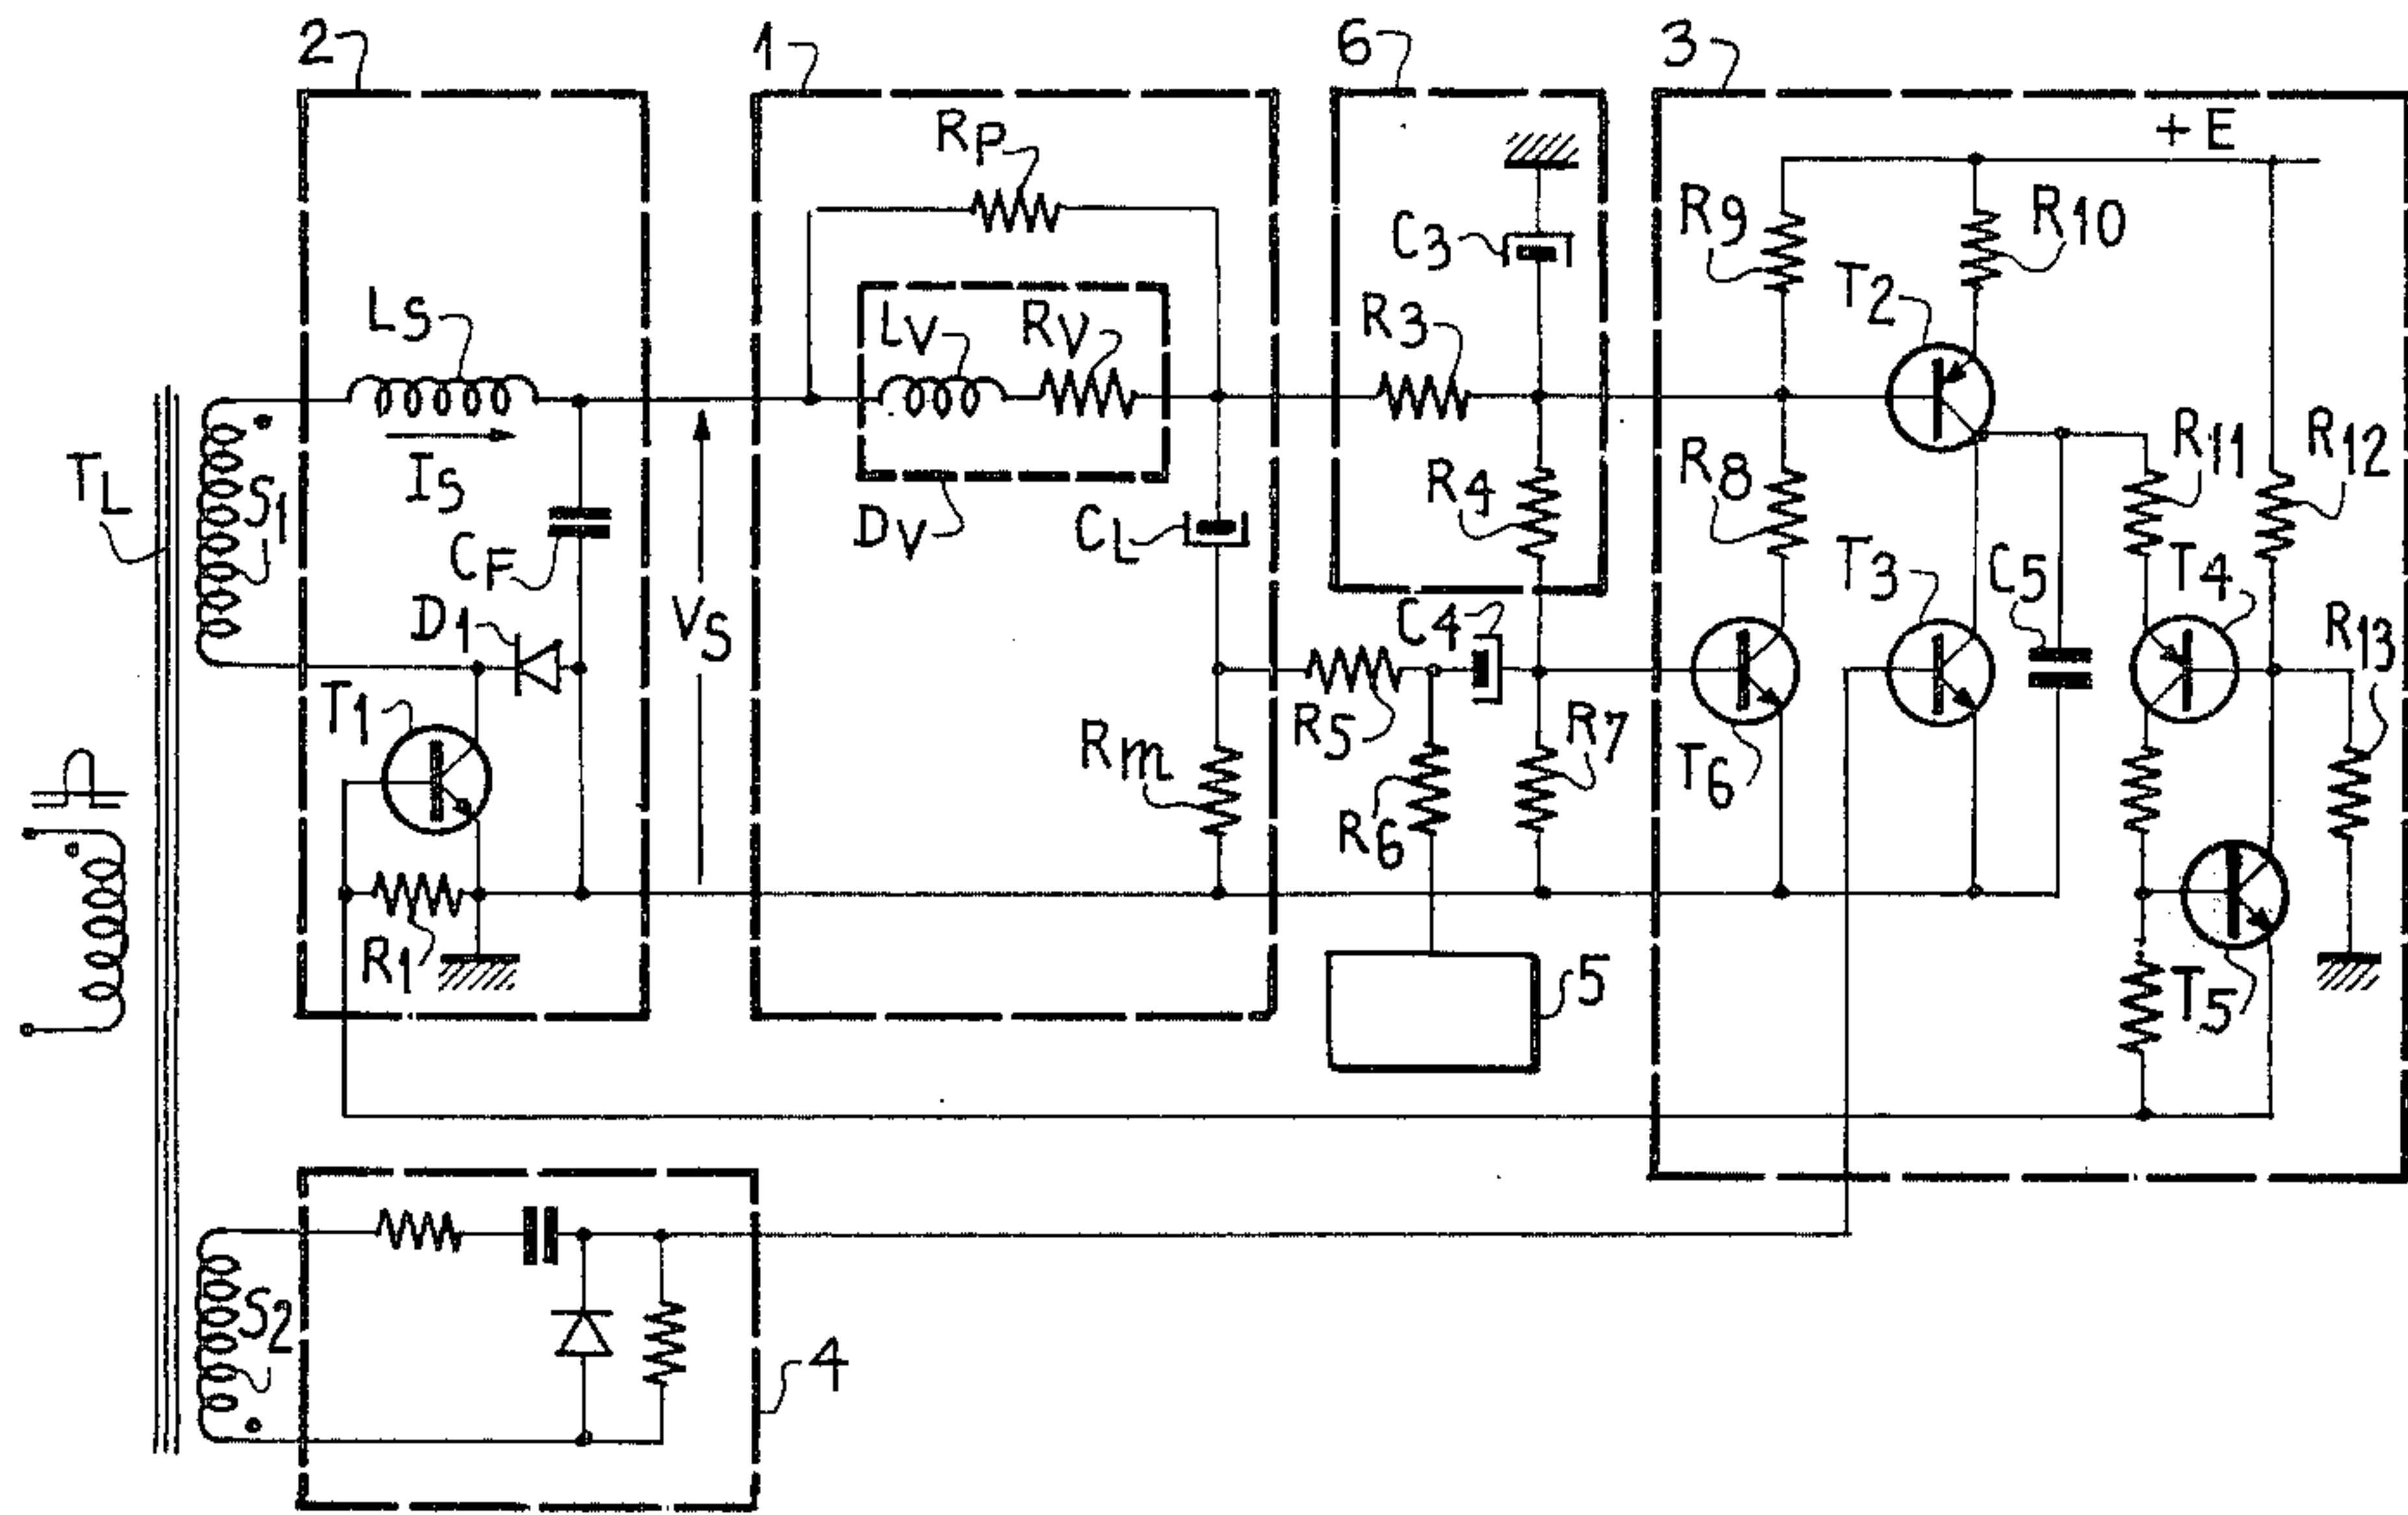 2
1
6
3
RP
+ E
R9
R10
C3
T2
LS
LV
RV
R3
R11
R12
TL
S1
IS
R4
R8
CF
DV
CL
T3
C5
T4
D1
VS
C4
R13
T1
Rm
R5
R7
T6
R6
R1
5
T5
S2
4